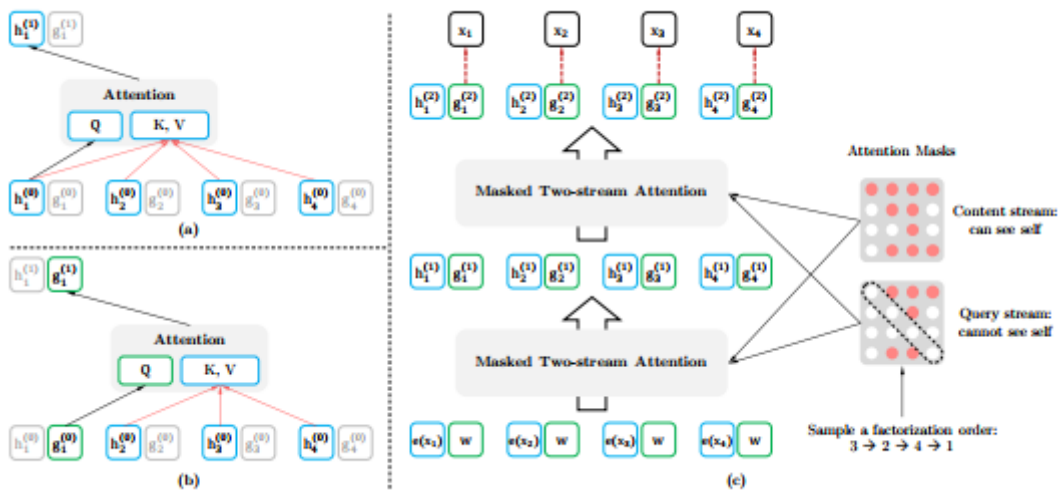 h₁⁽¹⁾ g₁⁽¹⁾
Attention
Q K, V
h₁⁽⁰⁾ g₁⁽⁰⁾ h₂⁽⁰⁾ g₂⁽⁰⁾ h₃⁽⁰⁾ g₃⁽⁰⁾ h₄⁽⁰⁾ g₄⁽⁰⁾
(a)
h₁⁽¹⁾ g₁⁽¹⁾
Attention
Q K, V
h₁⁽⁰⁾ g₁⁽⁰⁾ h₂⁽⁰⁾ g₂⁽⁰⁾ h₃⁽⁰⁾ g₃⁽⁰⁾ h₄⁽⁰⁾ g₄⁽⁰⁾
(b)
x₁ x₂ x₃ x₄
h₁⁽²⁾ g₁⁽²⁾ h₂⁽²⁾ g₂⁽²⁾ h₃⁽²⁾ g₃⁽²⁾ h₄⁽²⁾ g₄⁽²⁾
Masked Two-stream Attention
h₁⁽¹⁾ g₁⁽¹⁾ h₂⁽¹⁾ g₂⁽¹⁾ h₃⁽¹⁾ g₃⁽¹⁾ h₄⁽¹⁾ g₄⁽¹⁾
Masked Two-stream Attention
e(x₁) w e(x₂) w e(x₃) w e(x₄) w
(c)
Attention Masks
Content stream:
can see self
Query stream:
cannot see self
Sample a factorization order:
3 → 2 → 4 → 1